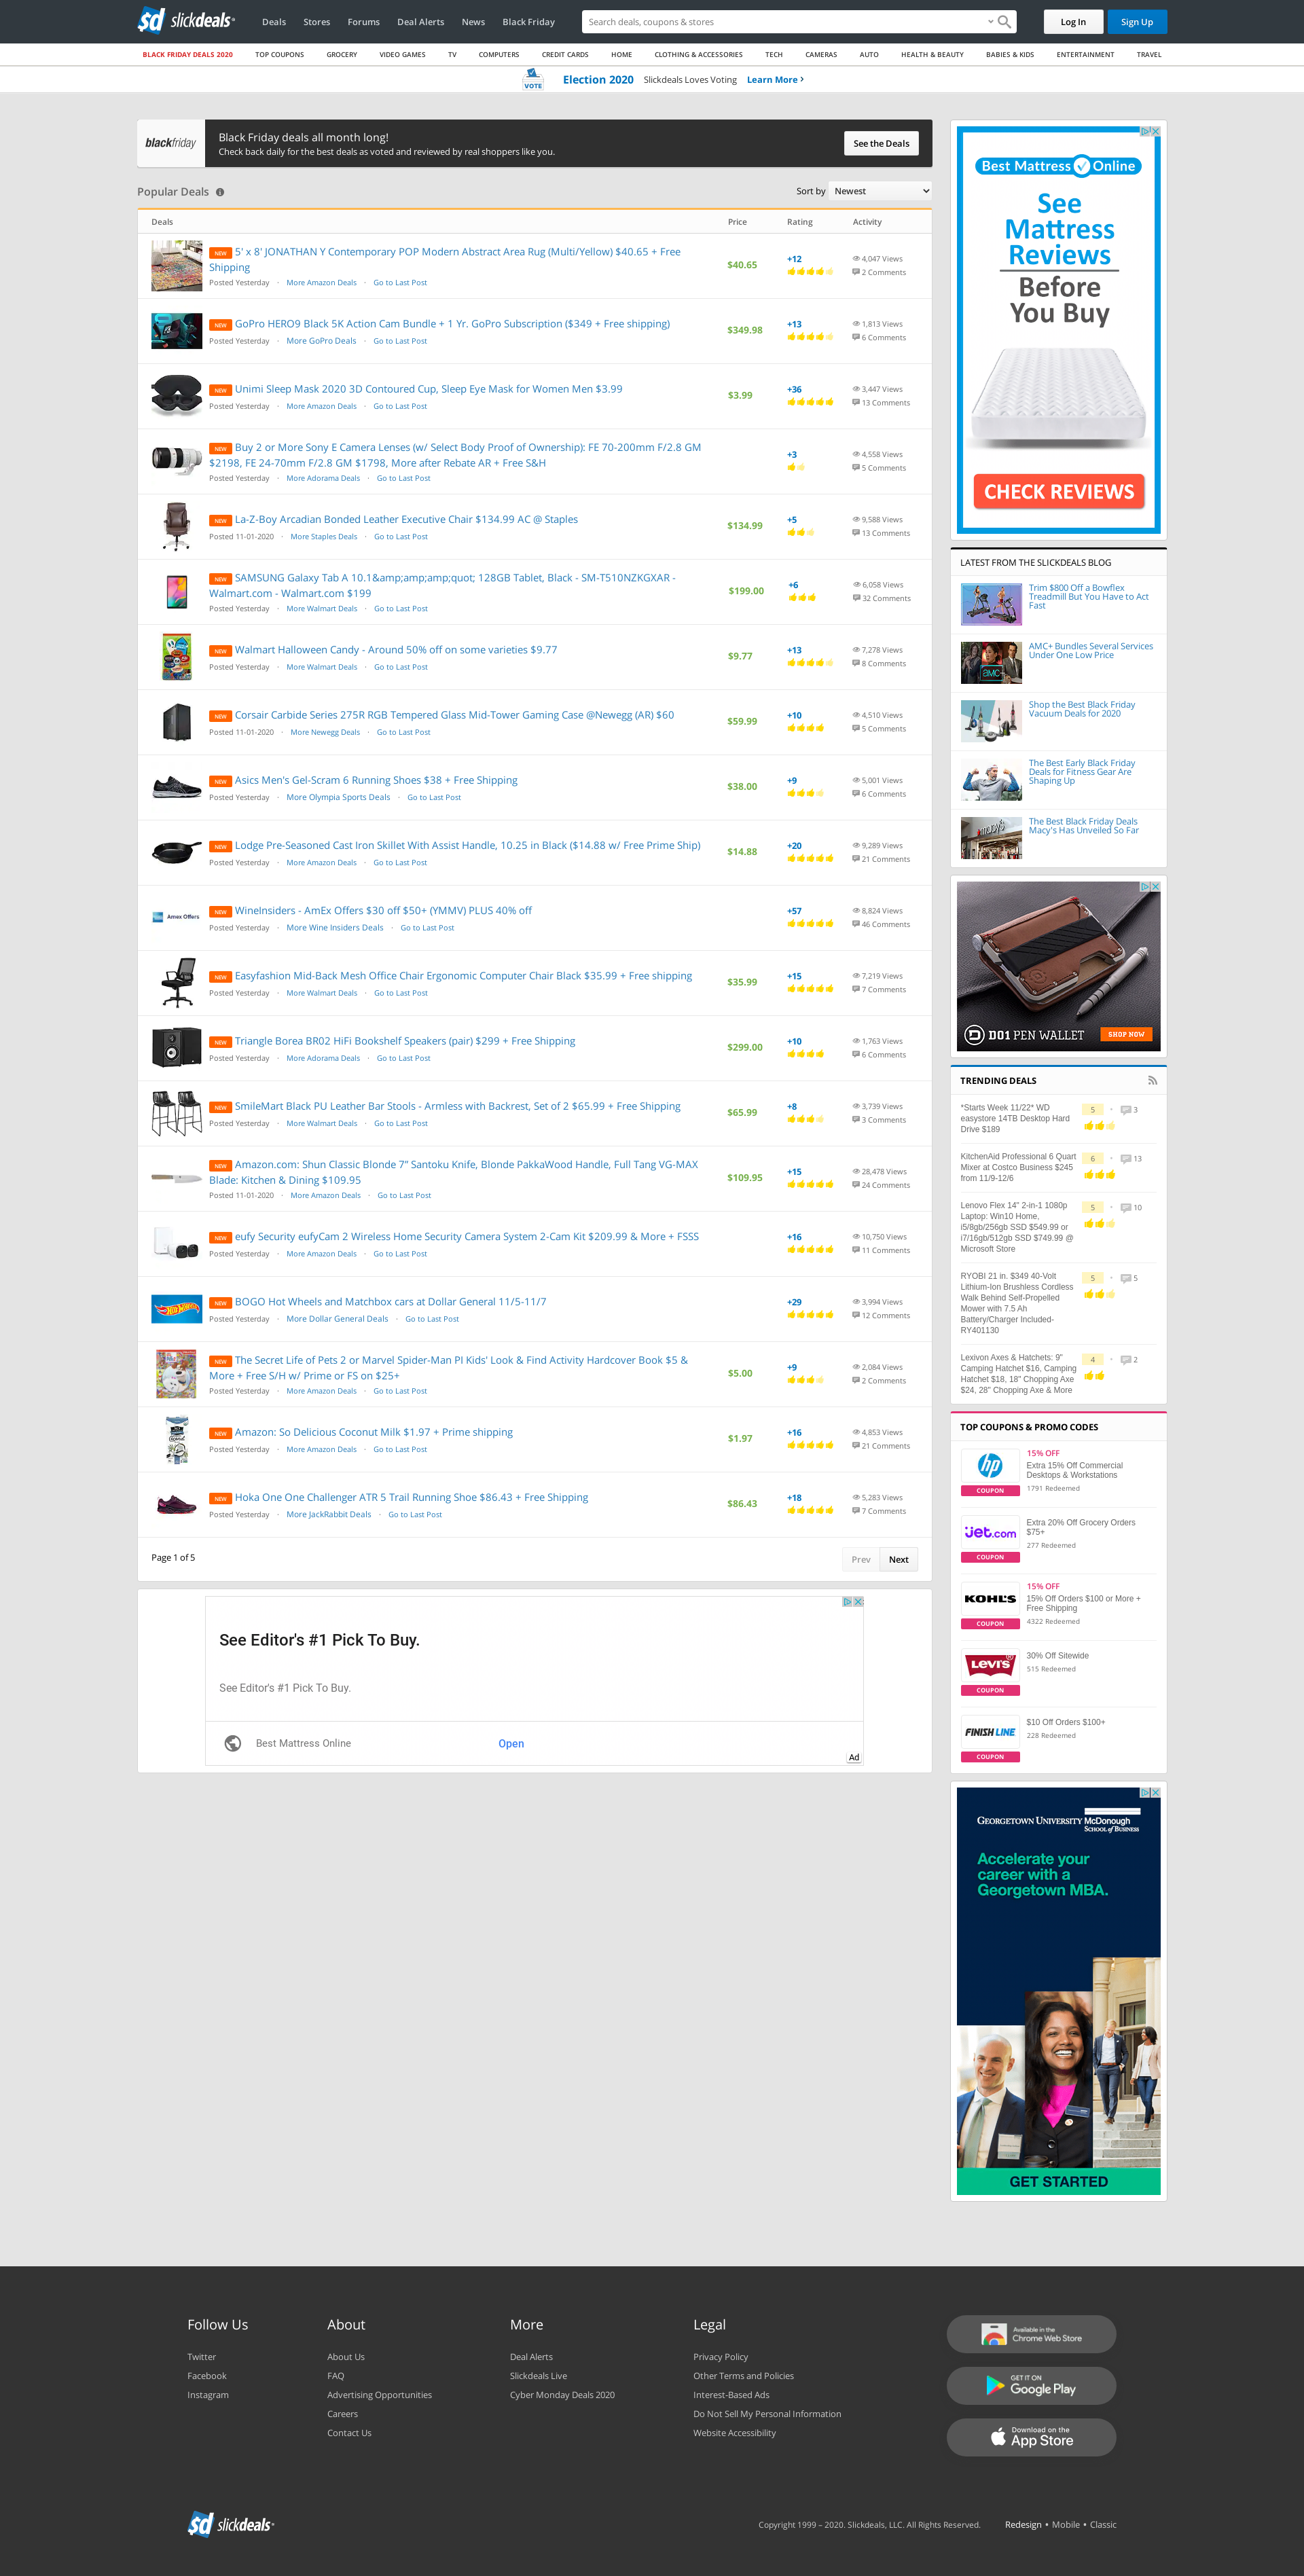 sd slickdeals
Deals Stores Forums Deal Alerts News Black Friday
Search deals, coupons & stores
Log In
Sign Up
BLACK FRIDAY DEALS 2020 TOP COUPONS GROCERY VIDEO GAMES TV COMPUTERS CREDIT CARDS HOME CLOTHING & ACCESSORIES TECH CAMERAS AUTO HEALTH & BEAUTY BABIES & KIDS ENTERTAINMENT TRAVEL
VOTE Election 2020 Slickdeals Loves Voting Learn More
blackfriday
Black Friday deals all month long!
Check back daily for the best deals as voted and reviewed by real shoppers like you.
See the Deals
Popular Deals
Sort by Newest
Deals Price Rating Activity
NEW 5' x 8' JONATHAN Y Contemporary POP Modern Abstract Area Rug (Multi/Yellow) $40.65 + Free
Shipping
Posted Yesterday · More Amazon Deals · Go to Last Post
$40.65
+12
4,047 Views
2 Comments
NEW GoPro HERO9 Black 5K Action Cam Bundle + 1 Yr. GoPro Subscription ($349 + Free shipping)
Posted Yesterday · More GoPro Deals · Go to Last Post
$349.98
+13
1,813 Views
6 Comments
NEW Unimi Sleep Mask 2020 3D Contoured Cup, Sleep Eye Mask for Women Men $3.99
Posted Yesterday · More Amazon Deals · Go to Last Post
$3.99
+36
3,447 Views
13 Comments
NEW Buy 2 or More Sony E Camera Lenses (w/ Select Body Proof of Ownership): FE 70-200mm F/2.8 GM
$2198, FE 24-70mm F/2.8 GM $1798, More after Rebate AR + Free S&H
Posted Yesterday · More Adorama Deals · Go to Last Post
+3
4,558 Views
5 Comments
NEW La-Z-Boy Arcadian Bonded Leather Executive Chair $134.99 AC @ Staples
Posted 11-01-2020 · More Staples Deals · Go to Last Post
$134.99
+5
9,588 Views
13 Comments
NEW SAMSUNG Galaxy Tab A 10.1&amp;amp;amp;quot; 128GB Tablet, Black - SM-T510NZKGXAR -
Walmart.com - Walmart.com $199
Posted Yesterday · More Walmart Deals · Go to Last Post
$199.00
+6
6,058 Views
32 Comments
NEW Walmart Halloween Candy - Around 50% off on some varieties $9.77
Posted Yesterday · More Walmart Deals · Go to Last Post
$9.77
+13
7,278 Views
8 Comments
NEW Corsair Carbide Series 275R RGB Tempered Glass Mid-Tower Gaming Case @Newegg (AR) $60
Posted 11-01-2020 · More Newegg Deals · Go to Last Post
$59.99
+10
4,510 Views
5 Comments
NEW Asics Men's Gel-Scram 6 Running Shoes $38 + Free Shipping
Posted Yesterday · More Olympia Sports Deals · Go to Last Post
$38.00
+9
5,001 Views
6 Comments
NEW Lodge Pre-Seasoned Cast Iron Skillet With Assist Handle, 10.25 in Black ($14.88 w/ Free Prime Ship)
Posted Yesterday · More Amazon Deals · Go to Last Post
$14.88
+20
9,289 Views
21 Comments
Amex Offers
NEW WineInsiders - AmEx Offers $30 off $50+ (YMMV) PLUS 40% off
Posted Yesterday · More Wine Insiders Deals · Go to Last Post
+57
8,824 Views
46 Comments
NEW Easyfashion Mid-Back Mesh Office Chair Ergonomic Computer Chair Black $35.99 + Free shipping
Posted Yesterday · More Walmart Deals · Go to Last Post
$35.99
+15
7,219 Views
7 Comments
NEW Triangle Borea BR02 HiFi Bookshelf Speakers (pair) $299 + Free Shipping
Posted Yesterday · More Adorama Deals · Go to Last Post
$299.00
+10
1,763 Views
6 Comments
NEW SmileMart Black PU Leather Bar Stools - Armless with Backrest, Set of 2 $65.99 + Free Shipping
Posted Yesterday · More Walmart Deals · Go to Last Post
$65.99
+8
3,739 Views
3 Comments
NEW Amazon.com: Shun Classic Blonde 7" Santoku Knife, Blonde PakkaWood Handle, Full Tang VG-MAX
Blade: Kitchen & Dining $109.95
Posted 11-01-2020 · More Amazon Deals · Go to Last Post
$109.95
+15
28,478 Views
24 Comments
NEW eufy Security eufyCam 2 Wireless Home Security Camera System 2-Cam Kit $209.99 & More + FSSS
Posted Yesterday · More Amazon Deals · Go to Last Post
+16
10,750 Views
11 Comments
Hot Wheels
NEW BOGO Hot Wheels and Matchbox cars at Dollar General 11/5-11/7
Posted Yesterday · More Dollar General Deals · Go to Last Post
+29
3,994 Views
12 Comments
NEW The Secret Life of Pets 2 or Marvel Spider-Man PI Kids' Look & Find Activity Hardcover Book $5 &
More + Free S/H w/ Prime or FS on $25+
Posted Yesterday · More Amazon Deals · Go to Last Post
$5.00
+9
2,084 Views
2 Comments
NEW Amazon: So Delicious Coconut Milk $1.97 + Prime shipping
Posted Yesterday · More Amazon Deals · Go to Last Post
$1.97
+16
4,853 Views
21 Comments
NEW Hoka One One Challenger ATR 5 Trail Running Shoe $86.43 + Free Shipping
Posted Yesterday · More JackRabbit Deals · Go to Last Post
$86.43
+18
5,283 Views
7 Comments
Page 1 of 5
Prev Next
See Editor's #1 Pick To Buy.
See Editor's #1 Pick To Buy.
Best Mattress Online
Open
Ad
Best Mattress Online
See
Mattress
Reviews
Before
You Buy
CHECK REVIEWS
LATEST FROM THE SLICKDEALS BLOG
Trim $800 Off a Bowflex
Treadmill But You Have to Act
Fast
amc+
AMC+ Bundles Several Services
Under One Low Price
Shop the Best Black Friday
Vacuum Deals for 2020
The Best Early Black Friday
Deals for Fitness Gear Are
Shaping Up
macy's
The Best Black Friday Deals
Macy's Has Unveiled So Far
D01 PEN WALLET
SHOP NOW
TRENDING DEALS
*Starts Week 11/22* WD
easystore 14TB Desktop Hard
Drive $189
5 · 3
KitchenAid Professional 6 Quart
Mixer at Costco Business $245
from 11/9-12/6
6 · 13
Lenovo Flex 14" 2-in-1 1080p
Laptop: Win10 Home,
i5/8gb/256gb SSD $549.99 or
i7/16gb/512gb SSD $749.99 @
Microsoft Store
5 · 10
RYOBI 21 in. $349 40-Volt
Lithium-Ion Brushless Cordless
Walk Behind Self-Propelled
Mower with 7.5 Ah
Battery/Charger Included-
RY401130
5 · 5
Lexivon Axes & Hatchets: 9"
Camping Hatchet $16, Camping
Hatchet $18, 18" Chopping Axe
$24, 28" Chopping Axe & More
4 · 2
TOP COUPONS & PROMO CODES
hp
COUPON
15% OFF
Extra 15% Off Commercial
Desktops & Workstations
1791 Redeemed
jet.com
COUPON
Extra 20% Off Grocery Orders
$75+
277 Redeemed
KOHL'S
COUPON
15% OFF
15% Off Orders $100 or More +
Free Shipping
4322 Redeemed
LEVI'S
COUPON
30% Off Sitewide
515 Redeemed
FINISH LINE
COUPON
$10 Off Orders $100+
228 Redeemed
GEORGETOWN UNIVERSITY McDonough
SCHOOL of BUSINESS
Accelerate your
career with a
Georgetown MBA.
GET STARTED
Follow Us
Twitter
Facebook
Instagram
About
About Us
FAQ
Advertising Opportunities
Careers
Contact Us
More
Deal Alerts
Slickdeals Live
Cyber Monday Deals 2020
Legal
Privacy Policy
Other Terms and Policies
Interest-Based Ads
Do Not Sell My Personal Information
Website Accessibility
Available in the
Chrome Web Store
GET IT ON
Google Play
Download on the
App Store
sd slickdeals
Copyright 1999 – 2020. Slickdeals, LLC. All Rights Reserved.
Redesign • Mobile • Classic